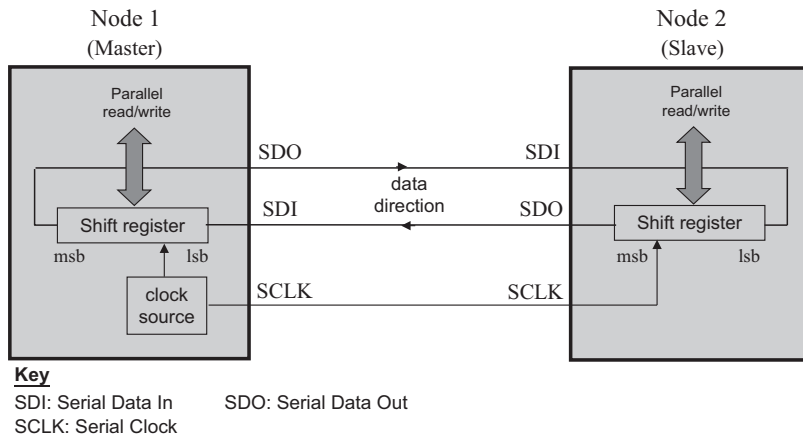 Node 1
(Master)
Node 2
(Slave)
Parallel
read/write
Parallel
read/write
SDO
SDI
data
direction
Shift register
SDI
SDO
Shift register
msb
lsb
msb
lsb
clock
source
SCLK
SCLK
Key
SDI: Serial Data In
SDO: Serial Data Out
SCLK: Serial Clock